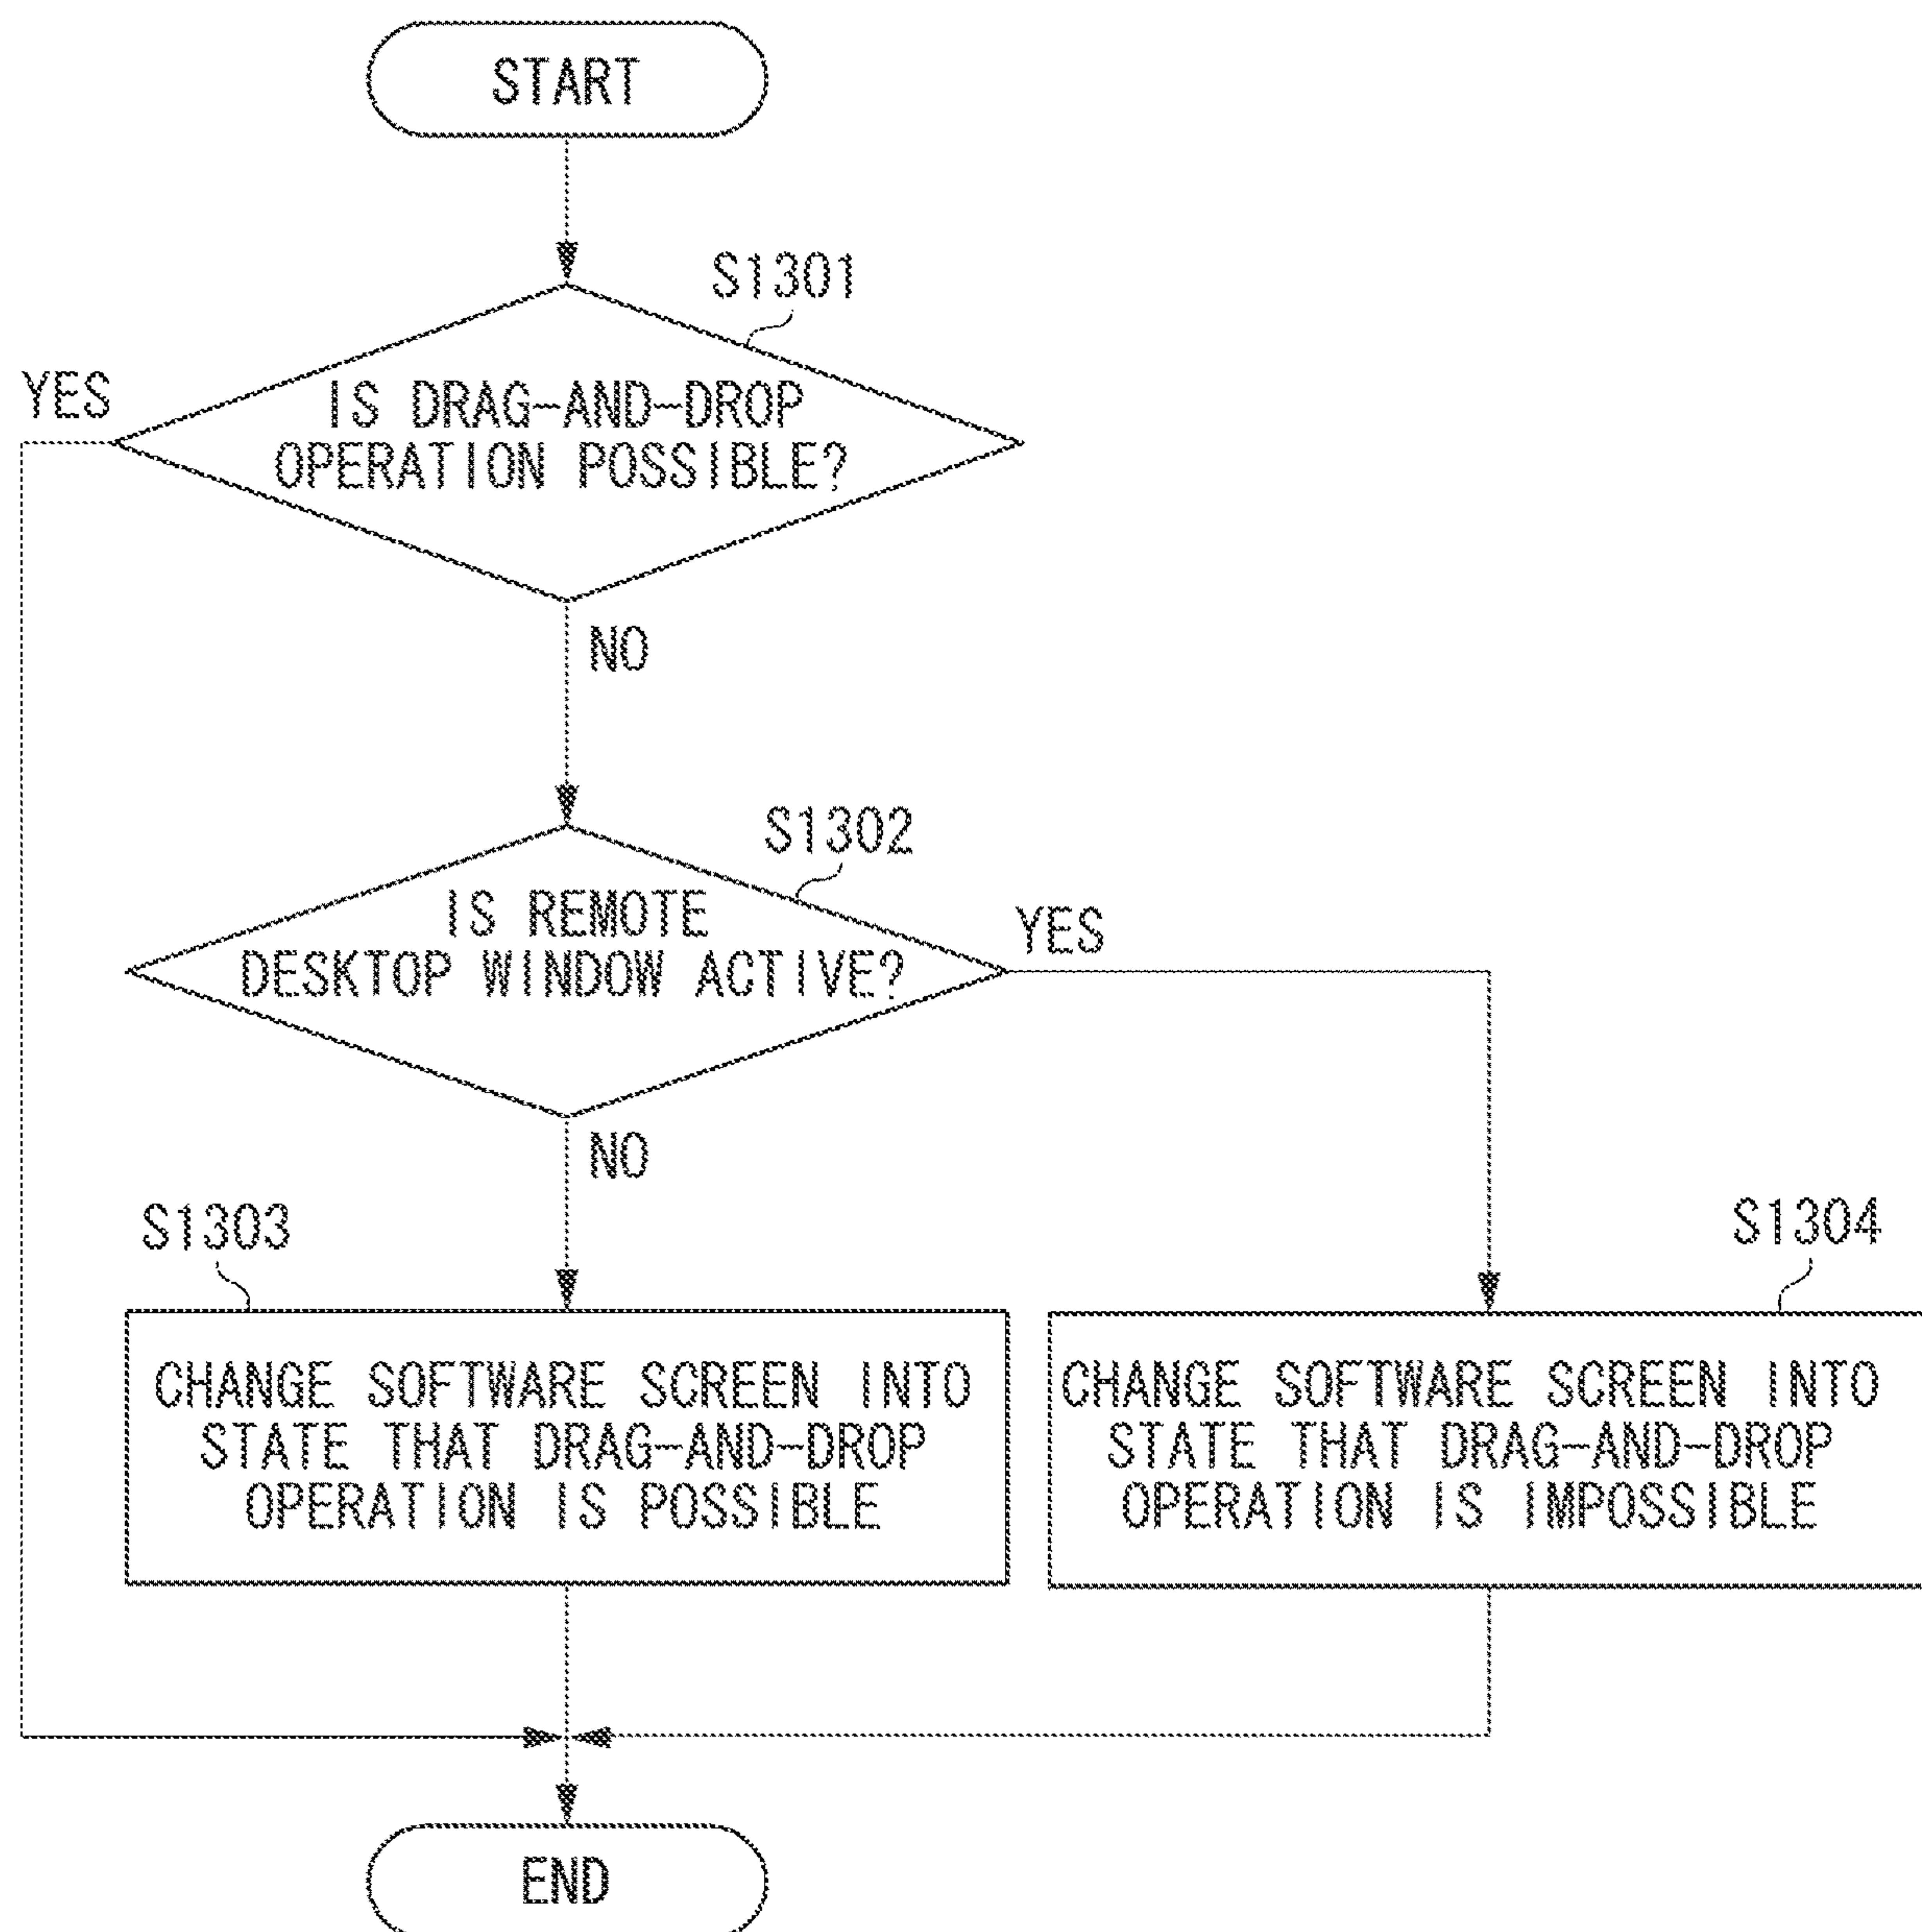 START
S1301
YES
IS DRAG-AND-DROP
OPERATION POSSIBLE?
NO
S1302
IS REMOTE
DESKTOP WINDOW ACTIVE?
YES
NO
S1303
CHANGE SOFTWARE SCREEN INTO
STATE THAT DRAG-AND-DROP
OPERATION IS POSSIBLE
S1304
CHANGE SOFTWARE SCREEN INTO
STATE THAT DRAG-AND-DROP
OPERATION IS IMPOSSIBLE
END